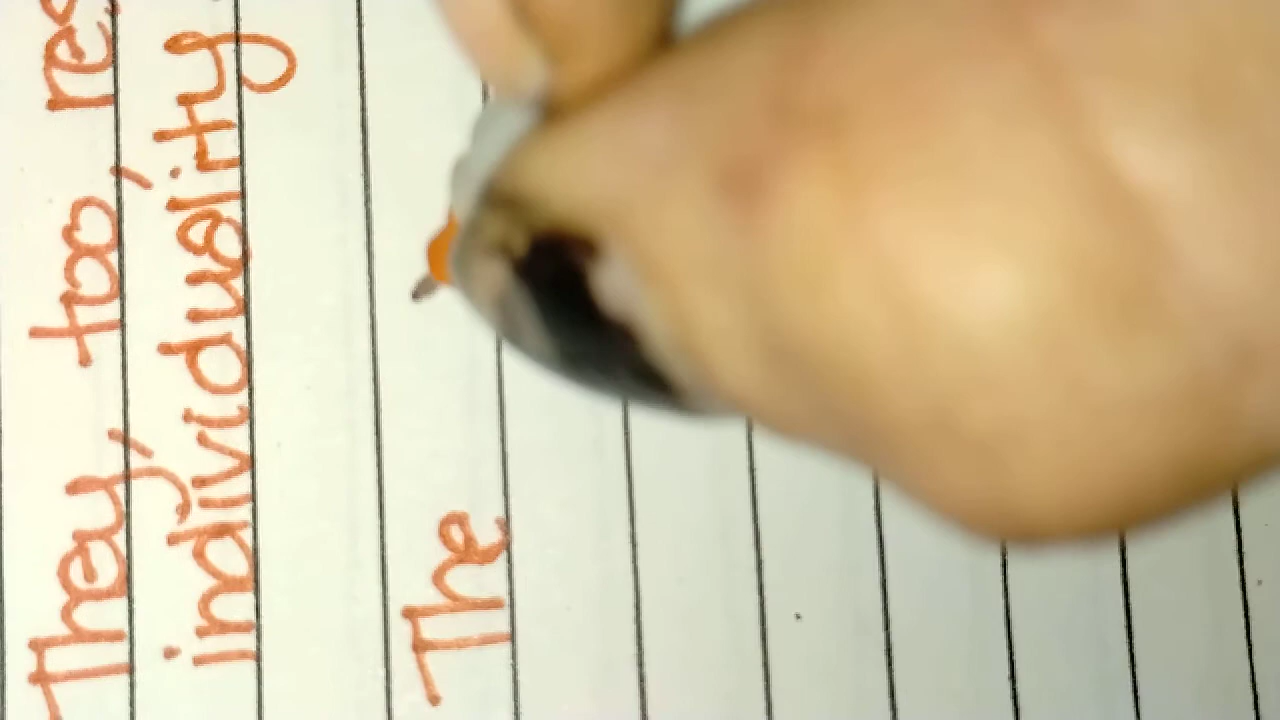 They, too, res
individuality
The